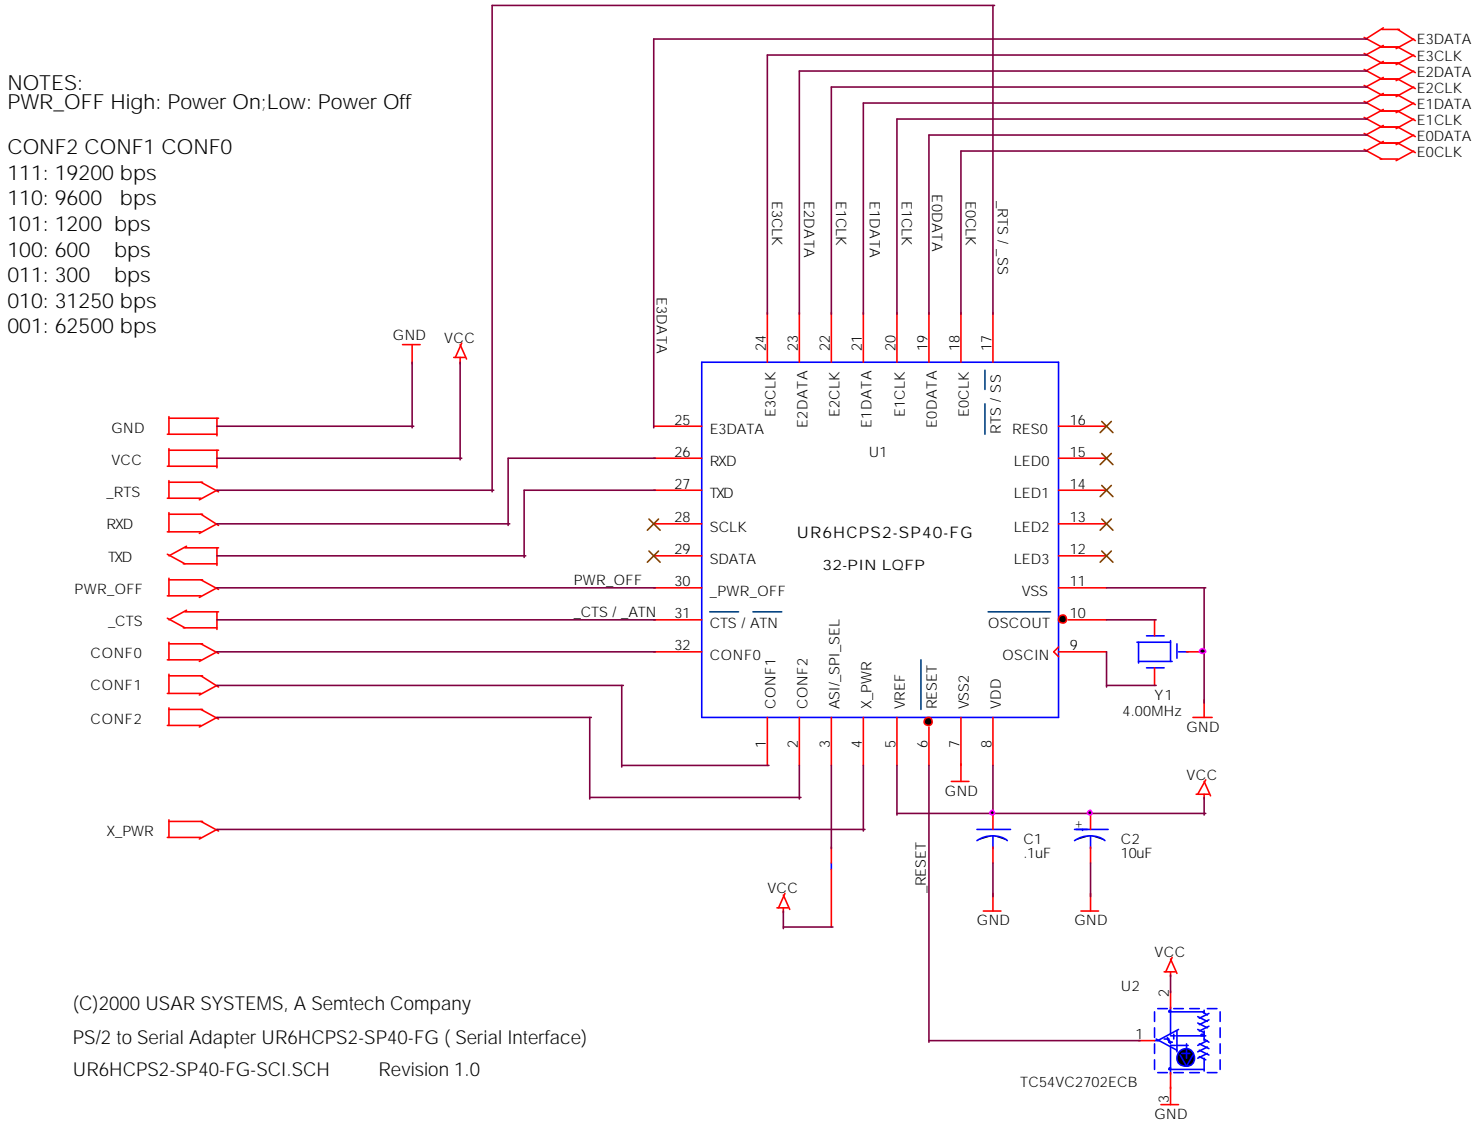 NOTES:
PWR_OFF High: Power On;Low: Power Off
CONF2 CONF1 CONF0
111: 19200 bps
110: 9600 bps
101: 1200 bps
100: 600 bps
011: 300 bps
010: 31250 bps
001: 62500 bps
E3DATA
E3CLK
E2DATA
E2CLK
E1DATA
E1CLK
E0DATA
E0CLK
E3DATA
E3CLK
E2DATA
E1CLK
E1DATA
E1CLK
E0DATA
E0CLK
_RTS / _SS
24
23
22
21
20
19
18
17
E3CLK
E2DATA
E2CLK
E1DATA
E1CLK
E0DATA
E0CLK
RTS / SS
GND
VCC
GND
VCC
_RTS
RXD
TXD
PWR_OFF
_CTS
CONF0
CONF1
CONF2
X_PWR
PWR_OFF
_CTS / _ATN
25 E3DATA
26 RXD
27 TXD
28 SCLK
29 SDATA
30 _PWR_OFF
31 CTS / ATN
32 CONF0
U1
UR6HCPS2-SP40-FG
32-PIN LQFP
RES0 16
LED0 15
LED1 14
LED2 13
LED3 12
VSS 11
OSCOUT 10
OSCIN 9
CONF1
CONF2
ASI/_SPI_SEL
X_PWR
VREF
RESET
VSS2
VDD
1
2
3
4
5
6
7
8
Y1
4.00MHz
GND
GND
VCC
C1
.1uF
C2
10uF
+
GND
GND
_RESET
VCC
VCC
U2
2
1
3
TC54VC2702ECB
GND
(C)2000 USAR SYSTEMS, A Semtech Company
PS/2 to Serial Adapter UR6HCPS2-SP40-FG ( Serial Interface)
UR6HCPS2-SP40-FG-SCI.SCH Revision 1.0